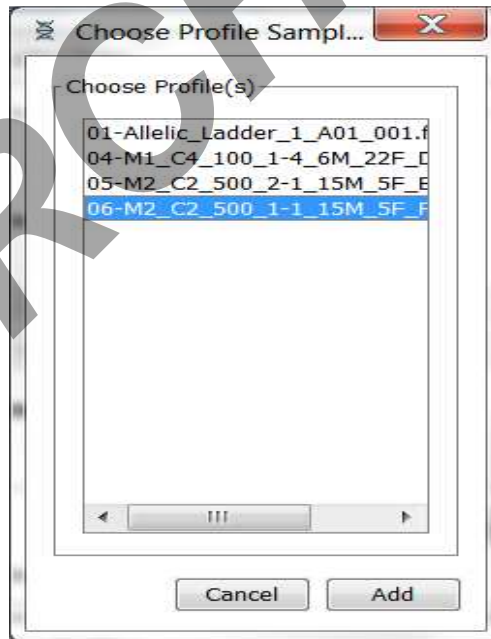 Choose Profile Sampl...
Choose Profile(s)
01-Allelic_Ladder_1_A01_001.f
04-M1_C4_100_1-4_6M_22F_D
05-M2_C2_500_2-1_15M_5F_E
06-M2_C2_500_1-1_15M_5F_F
Cancel
Add